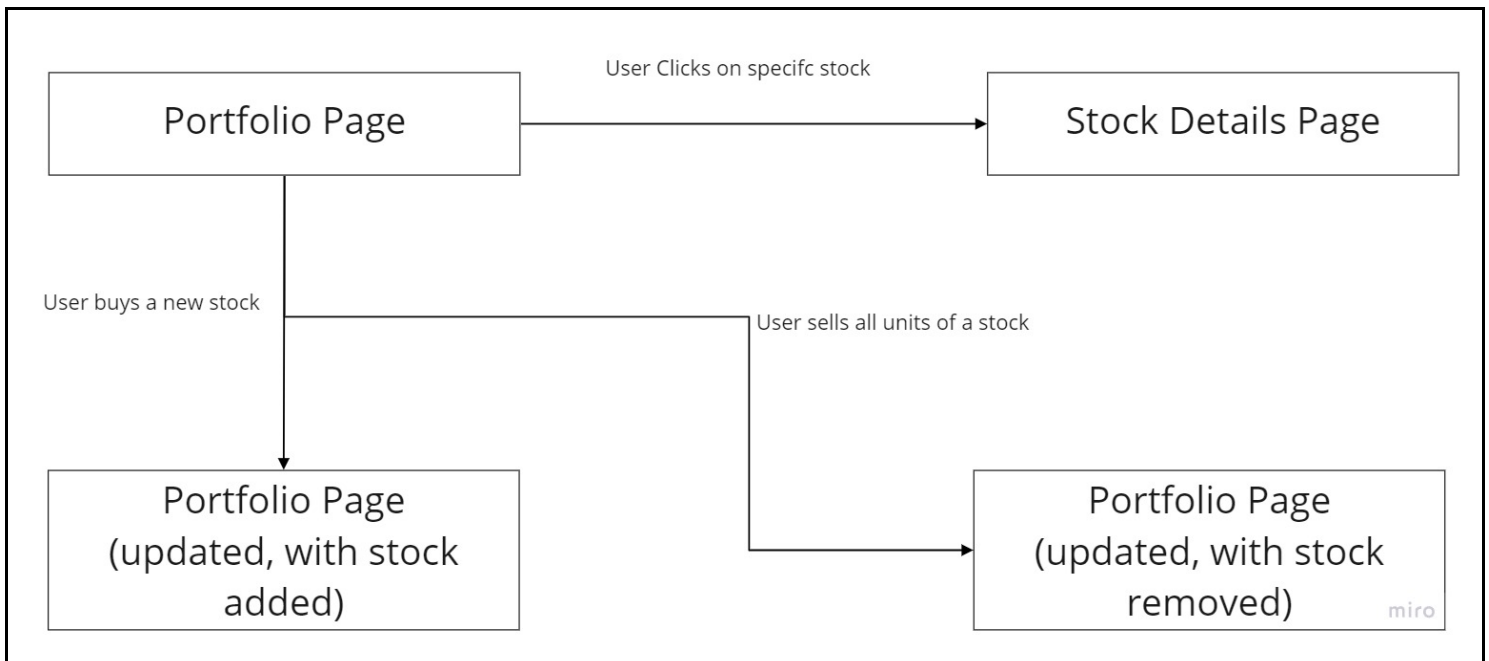 User Clicks on specifc stock
Portfolio Page
Stock Details Page
User buys a new stock
User sells all units of a stock
Portfolio Page
(updated, with stock
added)
Portfolio Page
(updated, with stock
removed)
miro